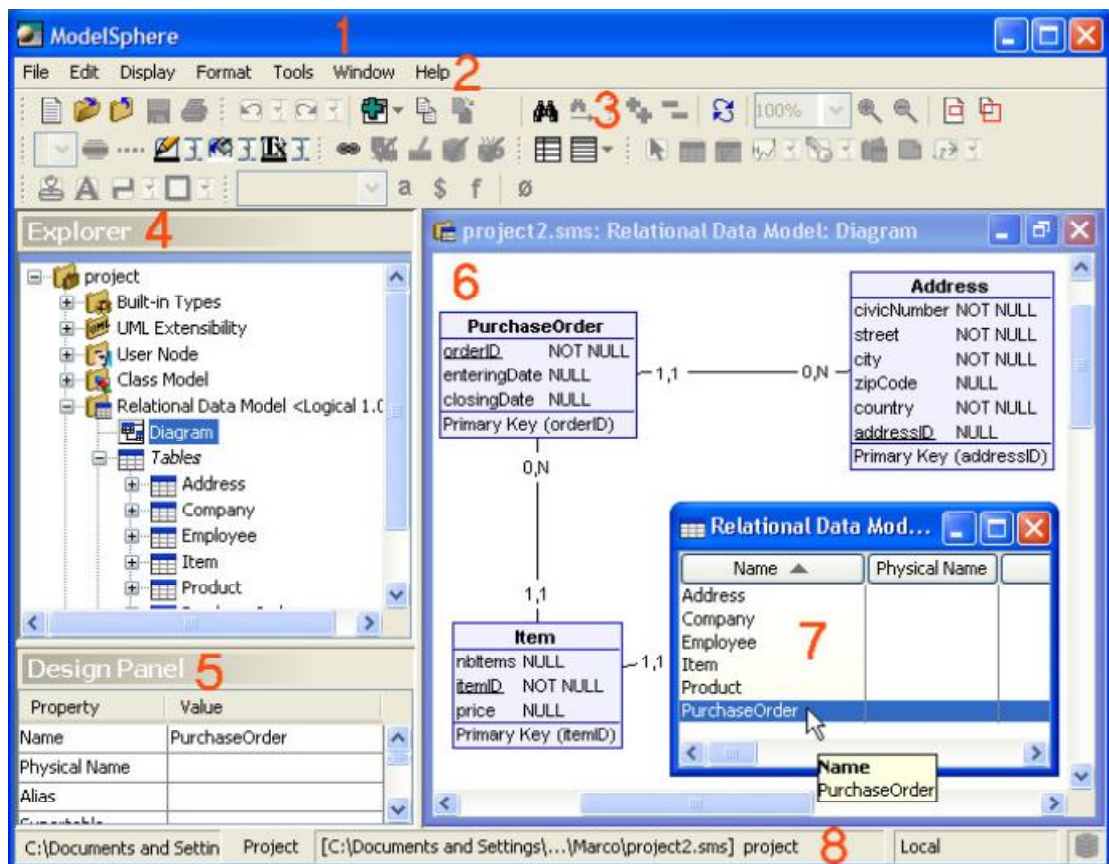 ModelSphere
1
File Edit Display Format Tools Window Help
2
3
100%
a $ f ø
Explorer 4
project
Built-in Types
UML Extensibility
User Node
Class Model
Relational Data Model <Logical 1.0
Diagram
Tables
Address
Company
Employee
Item
Product
Design Panel 5
Property Value
Name PurchaseOrder
Physical Name
Alias
project2.sms: Relational Data Model: Diagram
6
PurchaseOrder
orderID NOT NULL
enteringDate NULL
closingDate NULL
Primary Key (orderID)
1,1 0,N
Address
civicNumber NOT NULL
street NOT NULL
city NOT NULL
zipCode NULL
country NOT NULL
addressID NULL
Primary Key (addressID)
0,N
1,1
Item
nbItems NULL
itemID NOT NULL
price NULL
Primary Key (itemID)
1,1
Relational Data Mod...
Name Physical Name
Address
Company
Employee
Item
Product
PurchaseOrder
7
Name
PurchaseOrder
C:\Documents and Settin Project [C:\Documents and Settings\...\Marco\project2.sms] project 8 Local